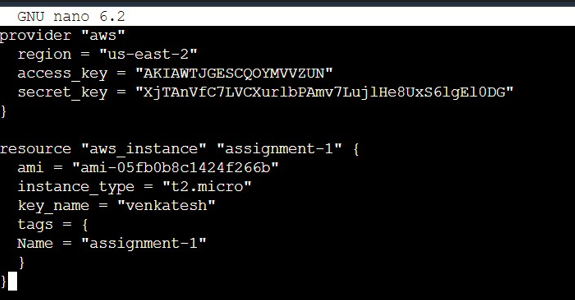 GNU nano 6.2
provider "aws"
region = "us-east-2"
access_key = "AKIAWTJGESCQOYMVVZUN"
secret_key = "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"
}
resource "aws_instance" "assignment-1" {
ami = "ami-05fb0b8c1424f266b"
instance_type = "t2.micro"
key_name = "venkatesh"
tags = {
Name = "assignment-1"
}
}